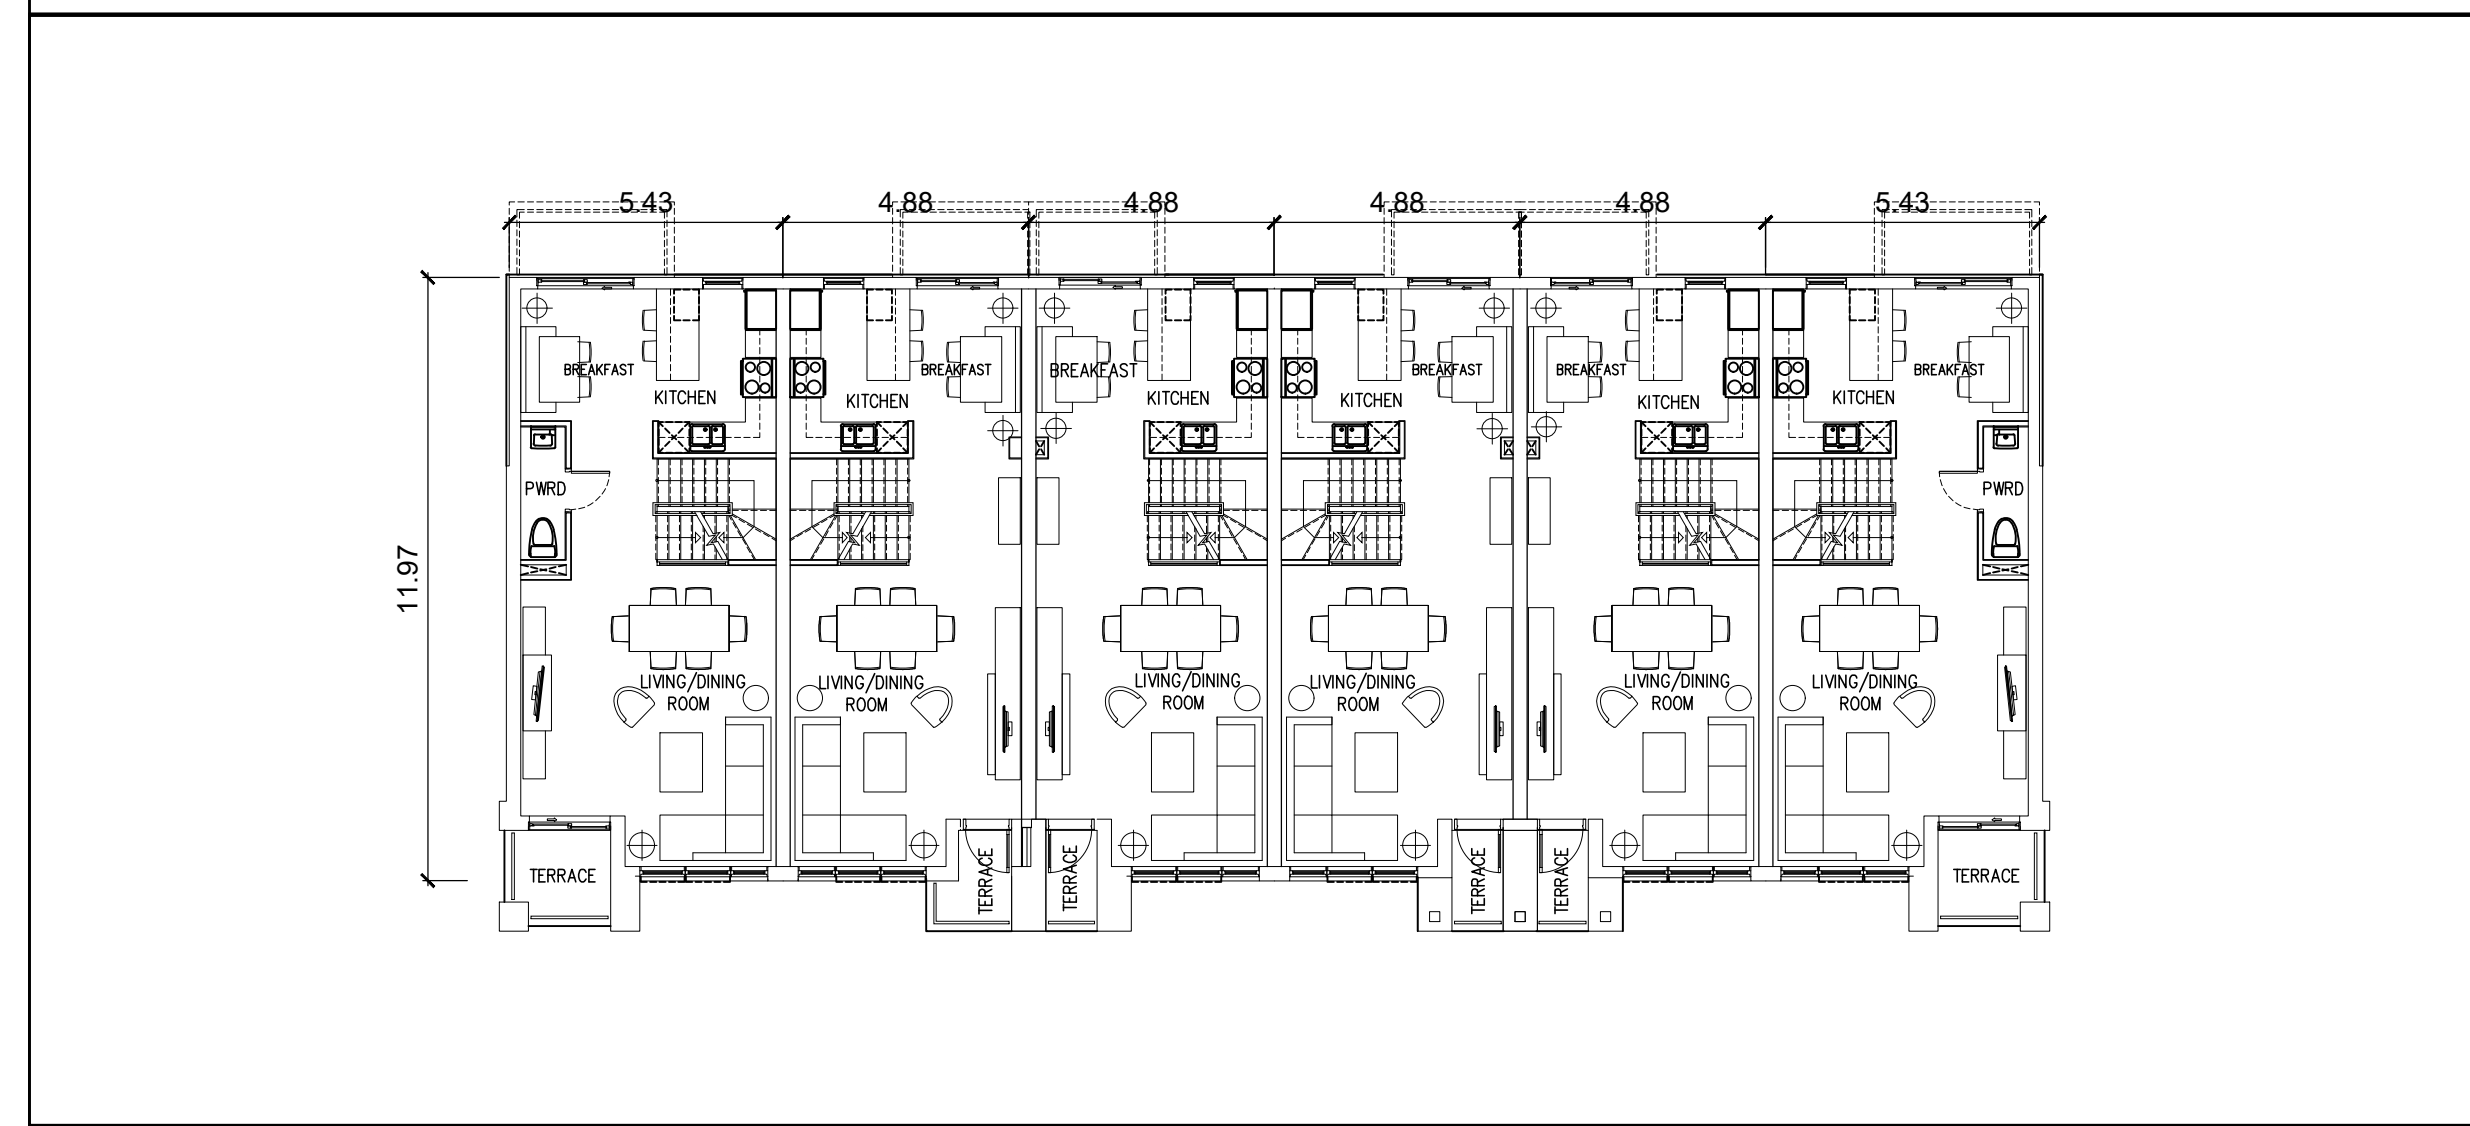 5.43
4.88
4.88
4.88
4.88
5.43
BREAKFAST
BREAKFAST
BREAKFAST
BREAKFAST
BREAKFAST
BREAKFAST
KITCHEN
KITCHEN
KITCHEN
KITCHEN
KITCHEN
KITCHEN
PWRD
PWRD
11.97
LIVING/DINING
ROOM
LIVING/DINING
ROOM
LIVING/DINING
ROOM
LIVING/DINING
ROOM
LIVING/DINING
ROOM
LIVING/DINING
ROOM
TERRACE
TERRACE
TERRACE
TERRACE
TERRACE
TERRACE